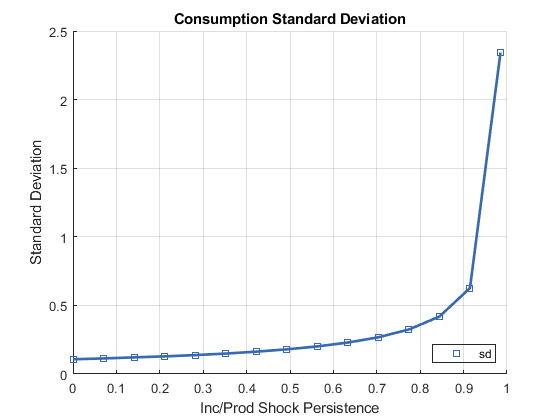 Consumption Standard Deviation
2.5
2
1.5
1
0.5
0
Standard Deviation
sd
0 0.1 0.2 0.3 0.4 0.5 0.6 0.7 0.8 0.9 1
Inc/Prod Shock Persistence